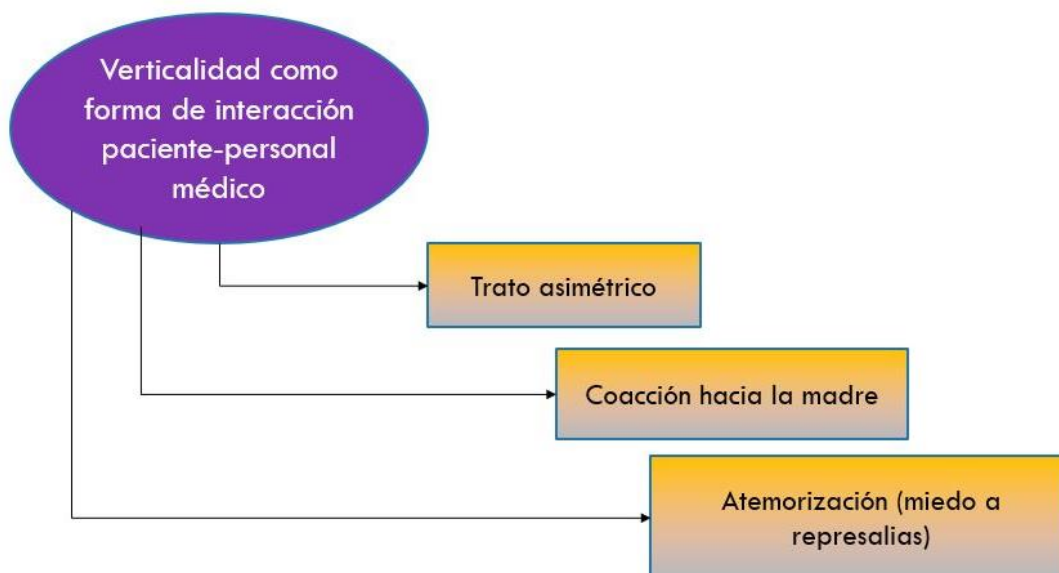 Verticalidad como
forma de interacción
paciente-personal
médico
Trato asimétrico
Coacción hacia la madre
Atemorización (miedo a
represalias)